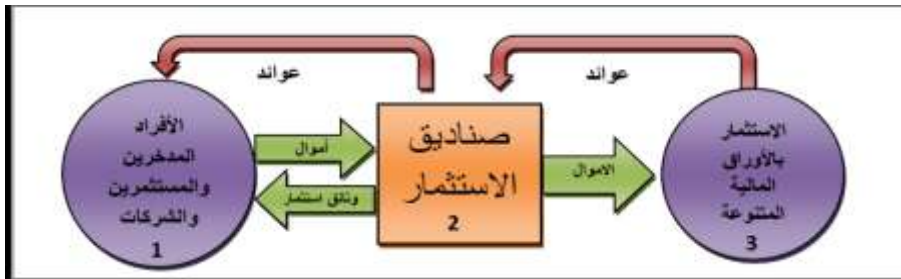 عوائد
عوائد
الأفراد
المدخرين
والمستثمرين
والشركات
1
أموال
وثائق استثمار
صناديق
الاستثمار
2
الاموال
الاستثمار
بالأوراق
المالية
المتنوعة
3